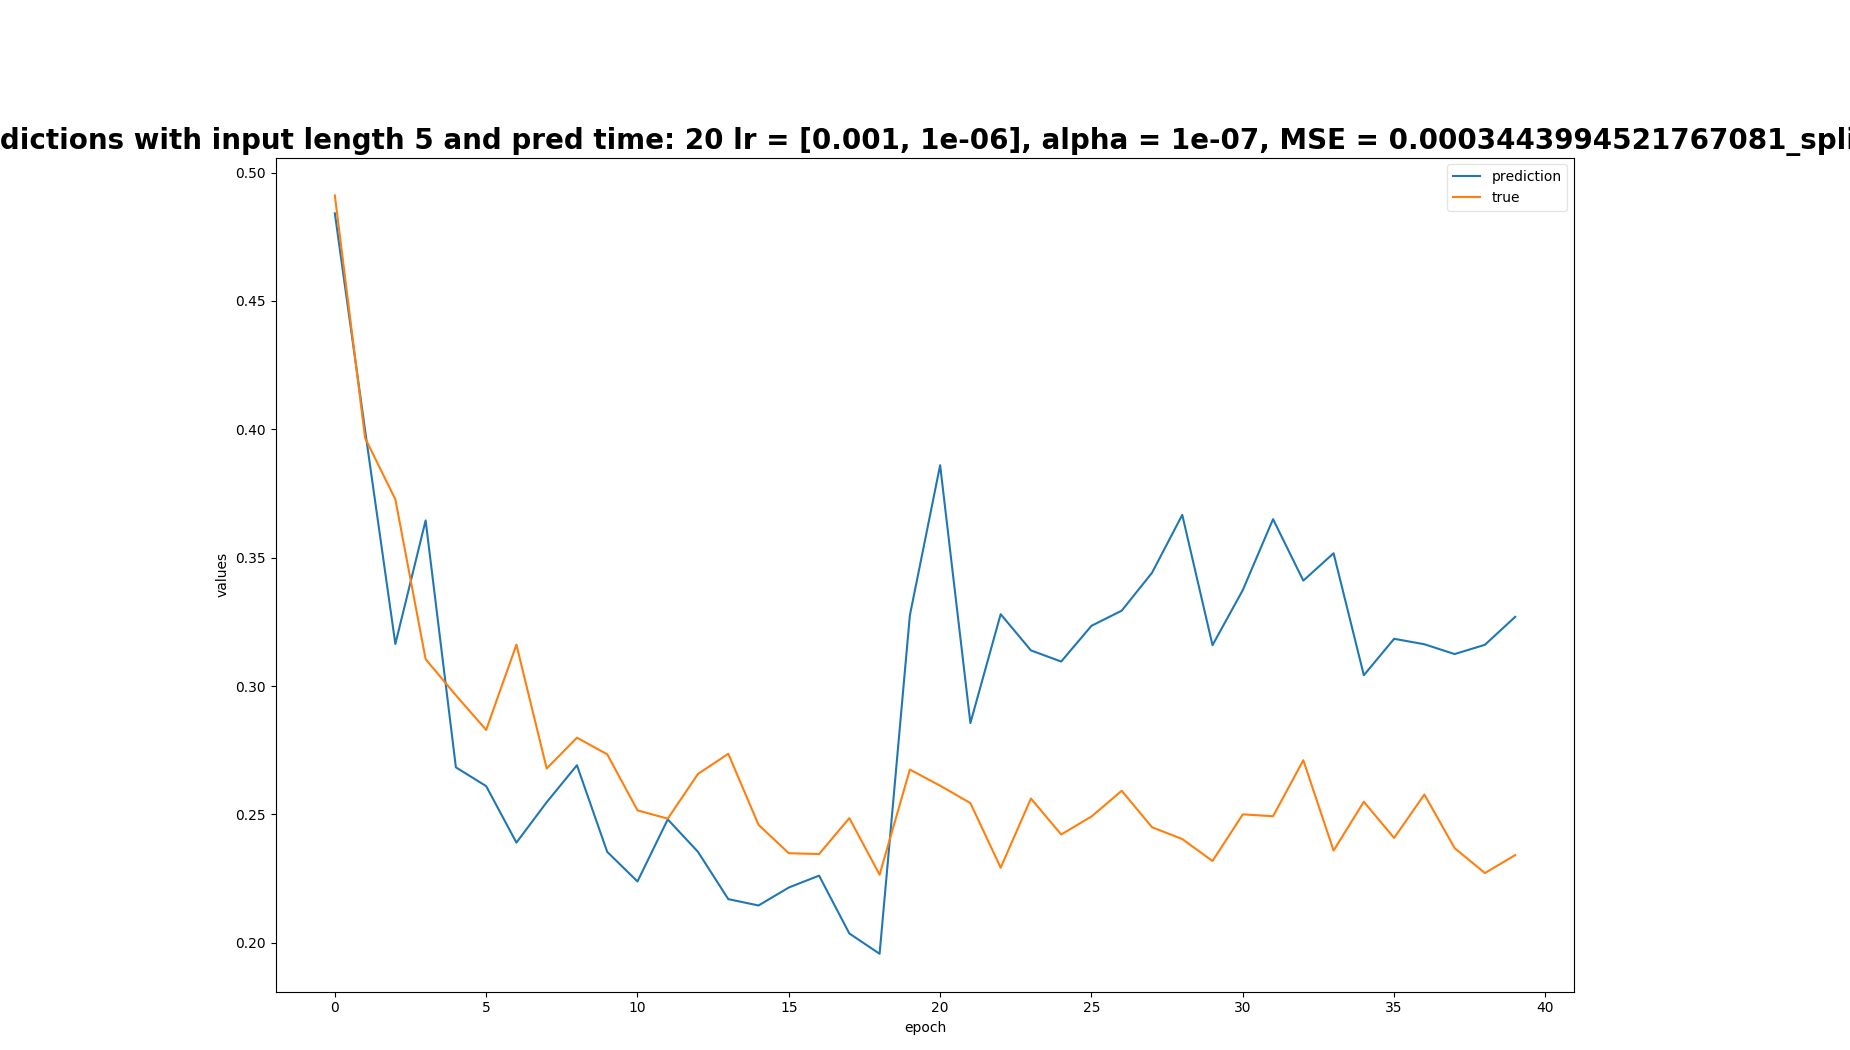 dictions with input length 5 and pred time: 20 lr = [0.001, 1e-06], alpha = 1e-07, MSE = 0.0003443994521767081_spli
prediction
true
0.50
0.45
0.40
0.35
0.30
0.25
0.20
values
0 5 10 15 20 25 30 35 40
epoch